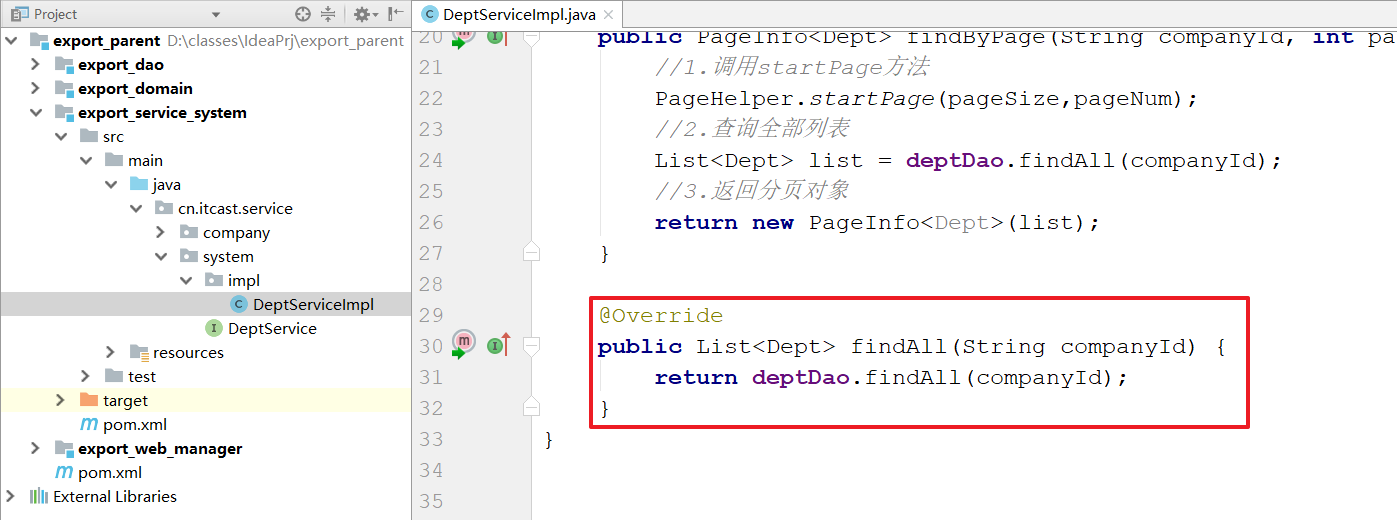 Project
export_parent D:\classes\IdeaPrj\export_parent
export_dao
export_domain
export_service_system
src
main
java
cn.itcast.service
company
system
impl
C DeptServiceImpl
I DeptService
resources
test
target
m pom.xml
export_web_manager
m pom.xml
External Libraries
C DeptServiceImpl.java
20 public PageInfo<Dept> findByPage(String companyId, int pa
21 //1.调用startPage方法
22 PageHelper.startPage(pageSize,pageNum);
23 //2.查询全部列表
24 List<Dept> list = deptDao.findAll(companyId);
25 //3.返回分页对象
26 return new PageInfo<Dept>(list);
27 }
28
29 @Override
30 public List<Dept> findAll(String companyId) {
31 return deptDao.findAll(companyId);
32 }
33 }
34
35